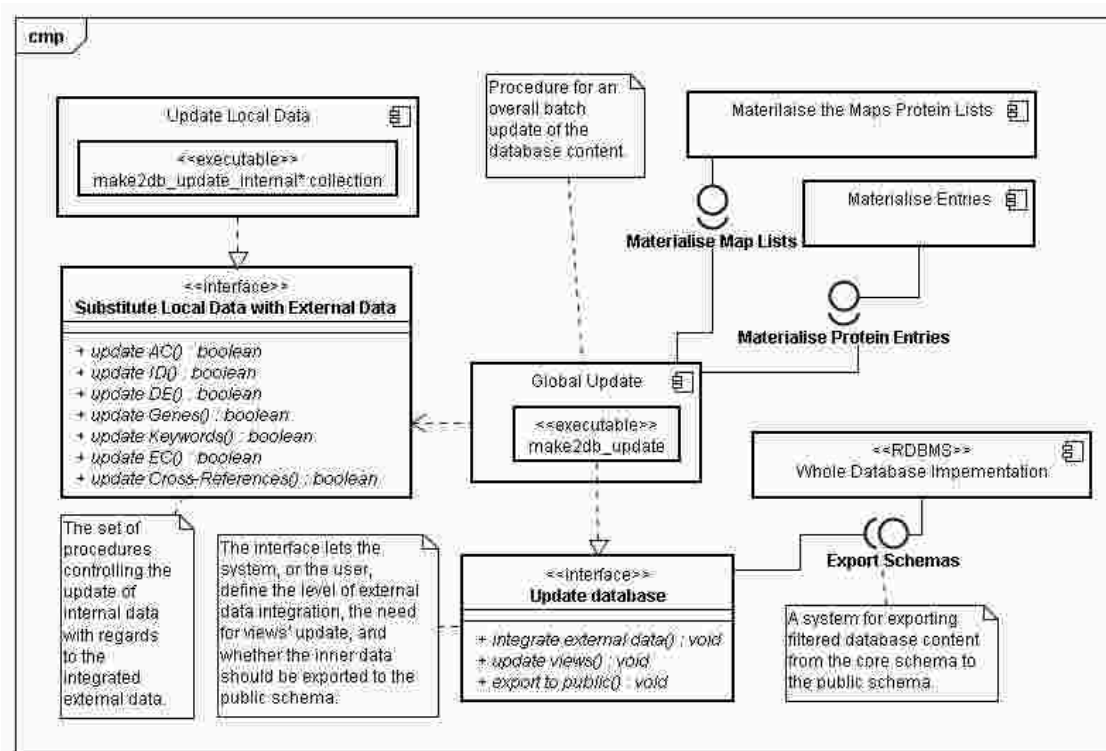 cmp
Update Local Data
<<executable>>
make2db_update_internal* collection
Procedure for an
overall batch
update of the
database content.
Materilaise the Maps Protein Lists
Materialise Entries
Materialise Map Lists
Materialise Protein Entries
<<interface>>
Substitute Local Data with External Data
+ update AC() : boolean
+ update ID() : boolean
+ update DE() : boolean
+ update Genes() : boolean
+ update Keywords() : boolean
+ update EC() : boolean
+ update Cross-References() : boolean
Global Update
<<executable>>
make2db_update
<<RDBMS>>
Whole Database Impementation
Export Schemas
The set of
procedures
controlling the
update of
internal data
with regards
to the
integrated
external data.
The interface lets the
system, or the user,
define the level of external
data integration, the need
for views' update, and
whether the inner data
should be exported to the
public schema.
<<interface>>
Update database
+ integrate external data() : void
+ update views() : void
+ export to public() : void
A system for exporting
filtered database content
from the core schema to
the public schema.